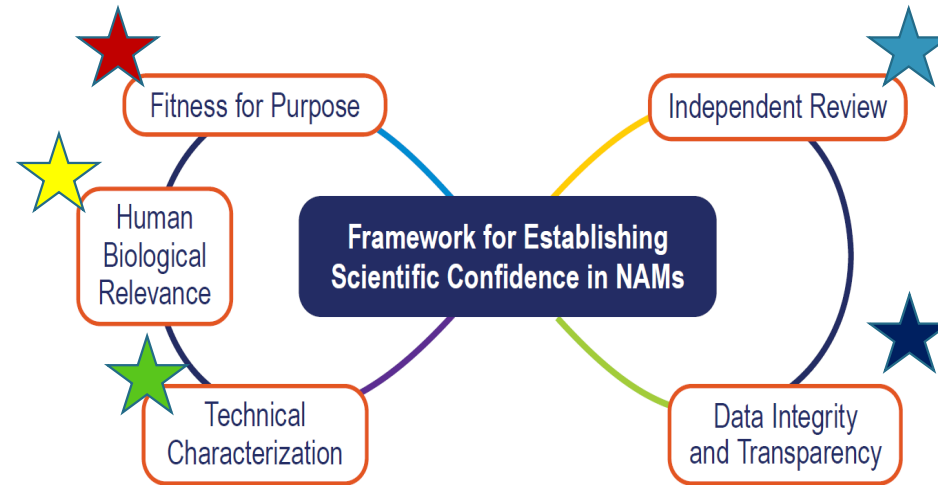 Fitness for Purpose
Independent Review
Human
Biological
Relevance
Framework for Establishing
Scientific Confidence in NAMs
Technical
Characterization
Data Integrity
and Transparency